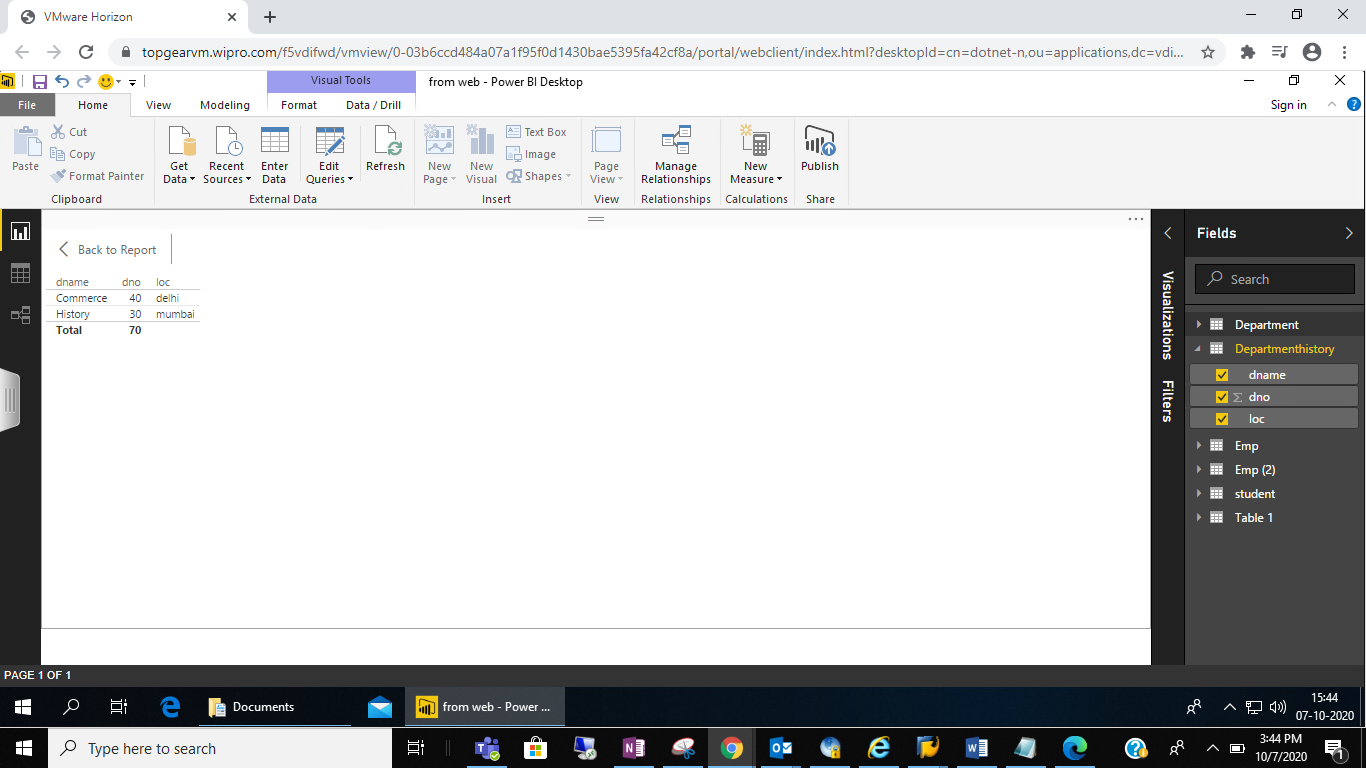 VMware Horizon
topgearvm.wipro.com/f5vdifwd/vmview/0-03b6ccd484a07a1f95f0d1430bae5395fa42cf8a/portal/webclient/index.html?desktopId=cn=dotnet-n,ou=applications,dc=vdi...
Visual Tools
from web - Power BI Desktop
File Home View Modeling Format Data / Drill Sign in
Paste
Cut
Copy
Format Painter
Get Data
Recent Sources
Enter Data
Edit Queries
Refresh
New Page
New Visual
Text Box
Image
Shapes
Page View
Manage Relationships
New Measure
Publish
Clipboard External Data Insert View Relationships Calculations Share
Back to Report
dname dno loc
Commerce 40 delhi
History 30 mumbai
Total 70
Visualizations
Filters
Fields
Search
Department
Departmenthistory
dname
Σ dno
loc
Emp
Emp (2)
student
Table 1
PAGE 1 OF 1
Documents
from web - Power ...
15:44
07-10-2020
Type here to search
3:44 PM
10/7/2020
1